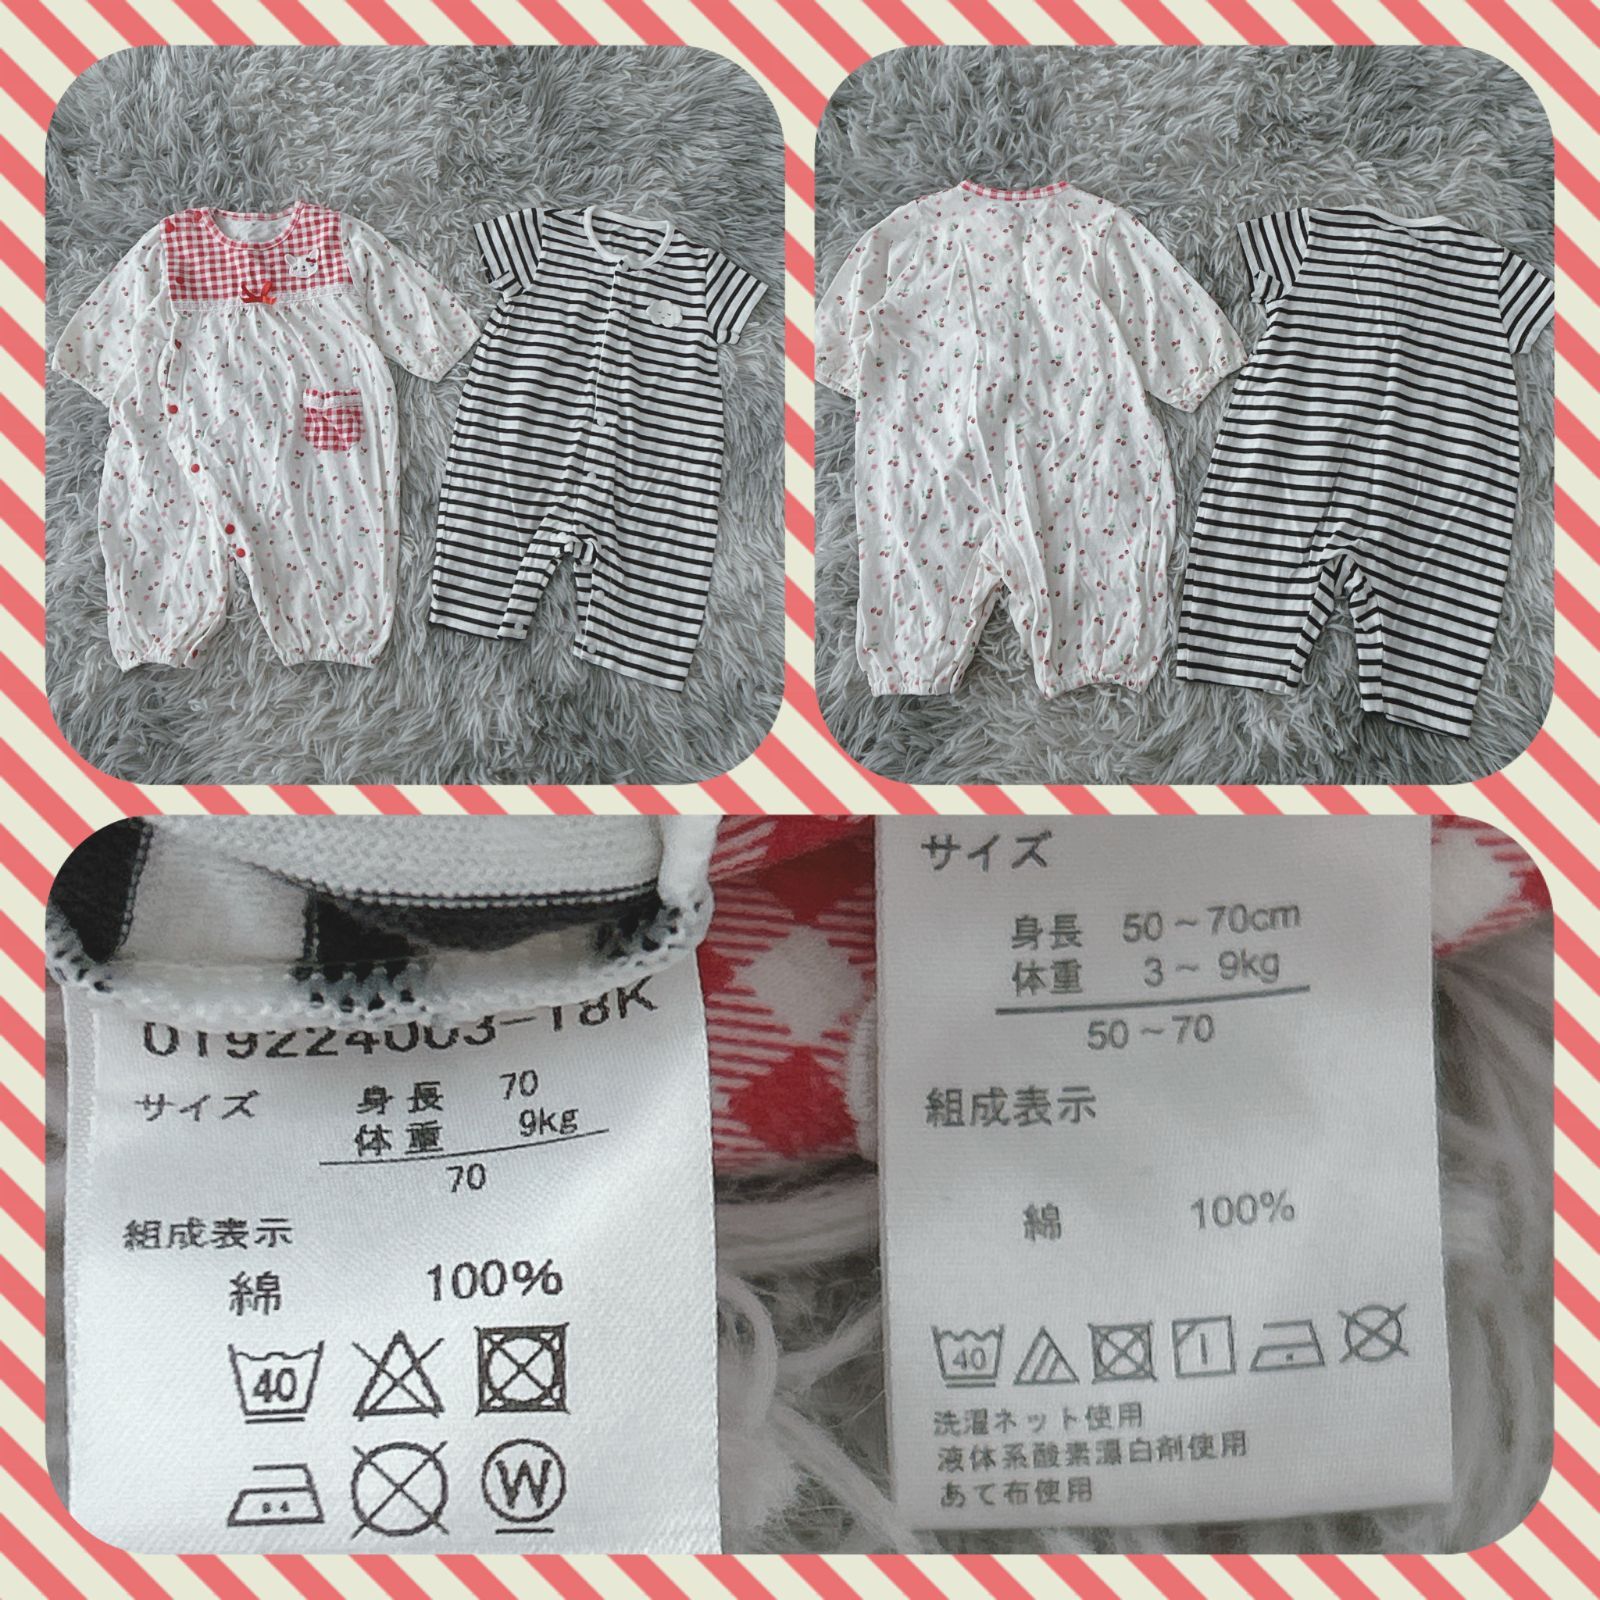 019224003-18K
サイズ 身長 70
体重 9kg
70
組成表示
綿 100%
40
W
サイズ
身長 50~70cm
体重 3~9kg
50~70
組成表示
綿 100%
40
洗濯ネット使用
液体系酸素漂白剤使用
あて布使用